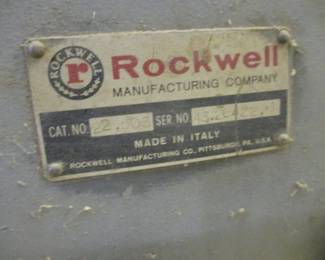 ROCKWELL
r
Rockwell
MANUFACTURING COMPANY
CAT. NO. SER. NO.
MADE IN ITALY
ROCKWELL MANUFACTURING CO., PITTSBURGH, PA. U.S.A.